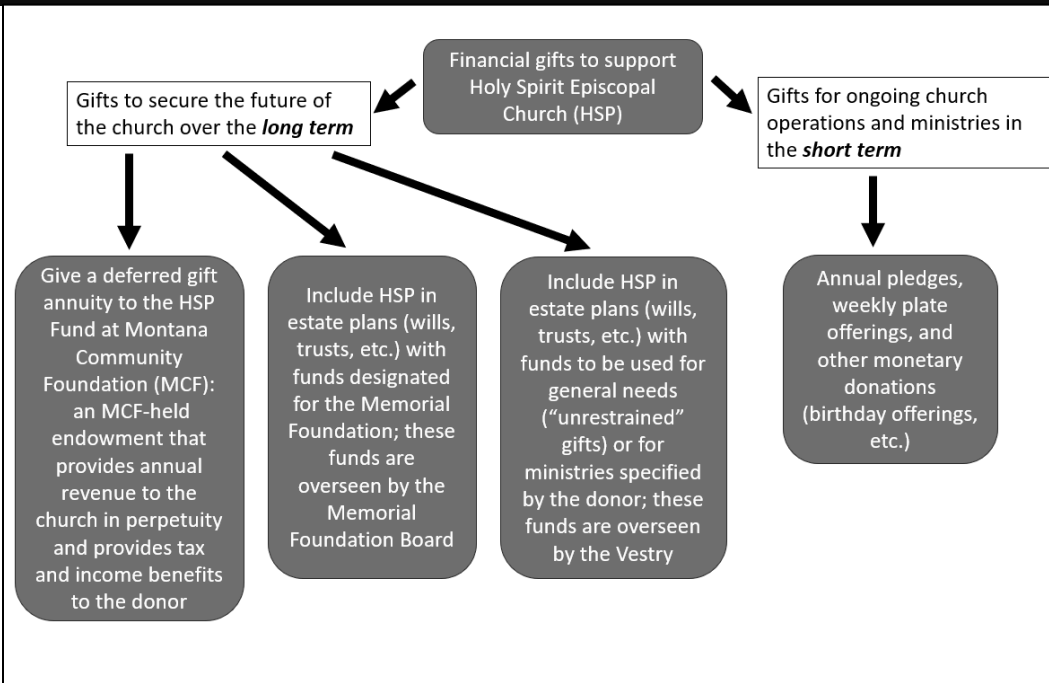 Financial gifts to support
Holy Spirit Episcopal
Church (HSP)
Gifts to secure the future of
the church over the long term
Gifts for ongoing church
operations and ministries in
the short term
Give a deferred gift
annuity to the HSP
Fund at Montana
Community
Foundation (MCF):
an MCF-held
endowment that
provides annual
revenue to the
church in perpetuity
and provides tax
and income benefits
to the donor
Include HSP in
estate plans (wills,
trusts, etc.) with
funds designated
for the Memorial
Foundation; these
funds are
overseen by the
Memorial
Foundation Board
Include HSP in
estate plans (wills,
trusts, etc.) with
funds to be used for
general needs
(“unrestrained”
gifts) or for
ministries specified
by the donor; these
funds are overseen
by the Vestry
Annual pledges,
weekly plate
offerings, and
other monetary
donations
(birthday offerings,
etc.)